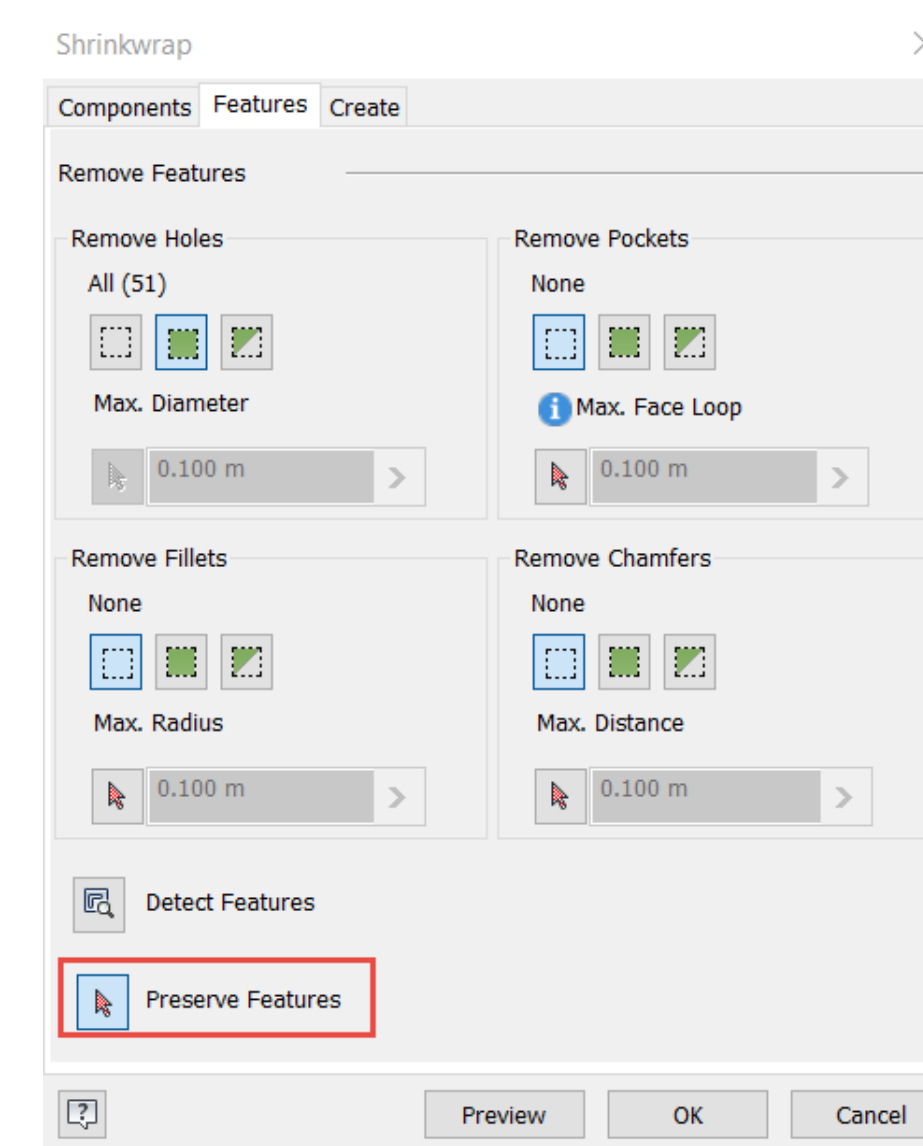 Shrinkwrap
Components Features Create
Remove Features
Remove Holes
All (51)
Max. Diameter
0.100 m
Remove Pockets
None
Max. Face Loop
0.100 m
Remove Fillets
None
Max. Radius
0.100 m
Remove Chamfers
None
Max. Distance
0.100 m
Detect Features
Preserve Features
Preview OK Cancel